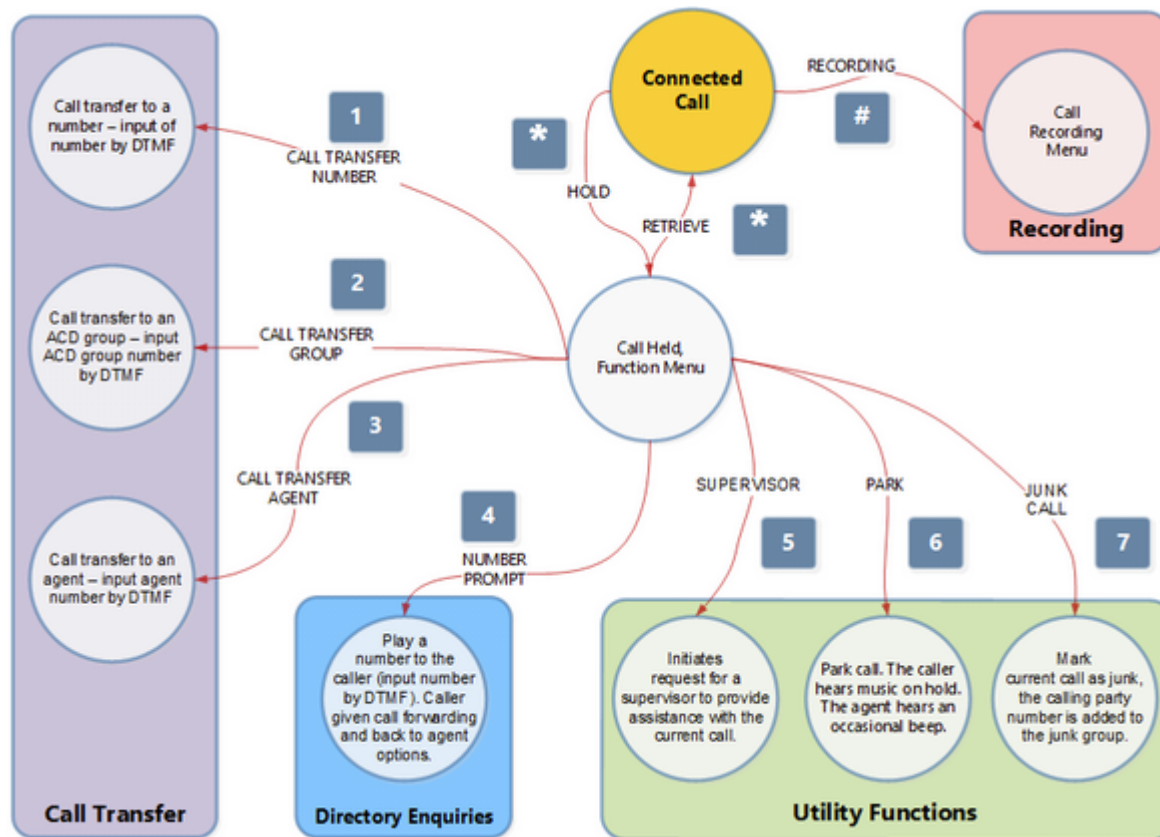 Connected
Call
RECORDING
#
Call
Recording
Menu
Recording
*
HOLD
RETRIEVE
*
Call Held,
Function Menu
1
CALL TRANSFER
NUMBER
Call transfer to a
number – input of
number by DTMF
2
CALL TRANSFER
GROUP
Call transfer to an
ACD group – input
ACD group number
by DTMF
3
CALL TRANSFER
AGENT
Call transfer to an
agent – input agent
number by DTMF
Call Transfer
4
NUMBER
PROMPT
Play a
number to the
caller (input number
by DTMF). Caller
given call forwarding
and back to agent
options.
Directory Enquiries
SUPERVISOR
5
Initiates
request for a
supervisor to provide
assistance with the
current call.
PARK
6
Park call. The caller
hears music on hold.
The agent hears an
occasional beep.
JUNK
CALL
7
Mark
current call as junk,
the calling party
number is added to
the junk group.
Utility Functions